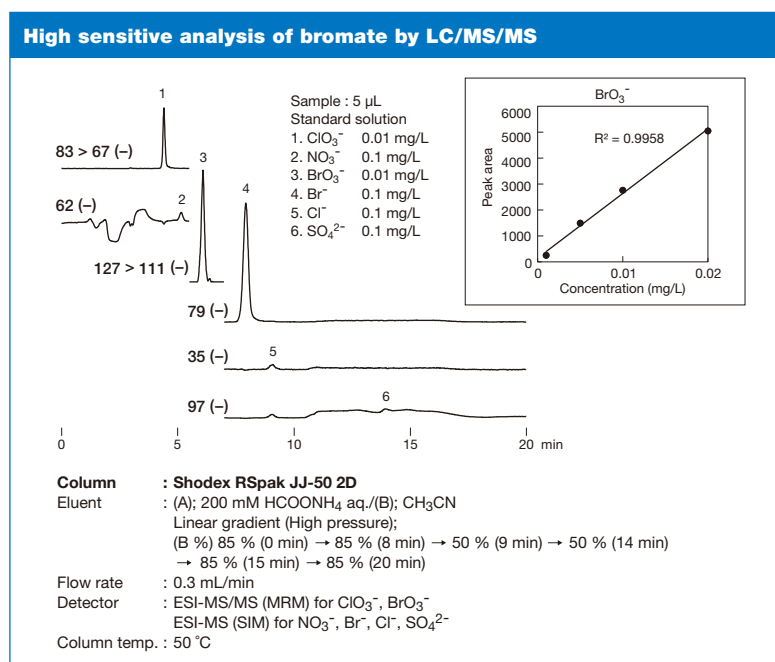 High sensitive analysis of bromate by LC/MS/MS
1
83 > 67 (−)
3
62 (−)
2
4
127 > 111 (−)
79 (−)
35 (−)
5
97 (−)
6
0 5 10 15 20 min
Sample : 5 µL
Standard solution
1. ClO₃⁻ 0.01 mg/L
2. NO₃⁻ 0.1 mg/L
3. BrO₃⁻ 0.01 mg/L
4. Br⁻ 0.1 mg/L
5. Cl⁻ 0.1 mg/L
6. SO₄²⁻ 0.1 mg/L
BrO₃⁻
R² = 0.9958
Peak area
6000
5000
4000
3000
2000
1000
0
0 0.01 0.02
Concentration (mg/L)
Column : Shodex RSpak JJ-50 2D
Eluent : (A); 200 mM HCOONH₄ aq./(B); CH₃CN
Linear gradient (High pressure);
(B %) 85 % (0 min) → 85 % (8 min) → 50 % (9 min) → 50 % (14 min)
→ 85 % (15 min) → 85 % (20 min)
Flow rate : 0.3 mL/min
Detector : ESI-MS/MS (MRM) for ClO₃⁻, BrO₃⁻
ESI-MS (SIM) for NO₃⁻, Br⁻, Cl⁻, SO₄²⁻
Column temp. : 50 ˚C